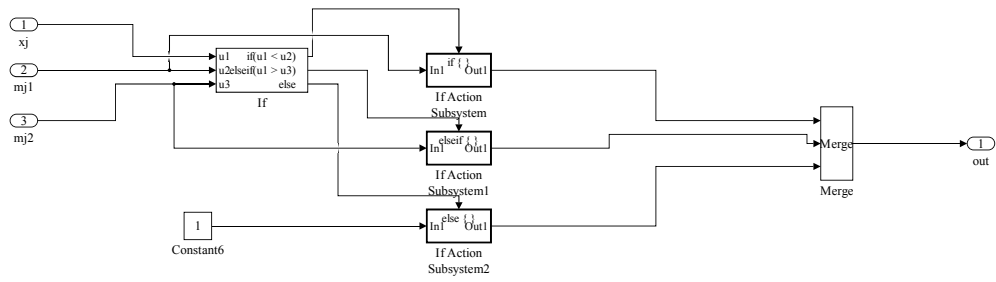 1
xj
2
mj1
3
mj2
u1 if(u1 < u2)
u2elseif(u1 > u3)
u3 else
If
if { }
In1 Out1
If Action
Subsystem
elseif { }
In1 Out1
If Action
Subsystem1
else { }
In1 Out1
If Action
Subsystem2
1
Constant6
Merge
Merge
1
out